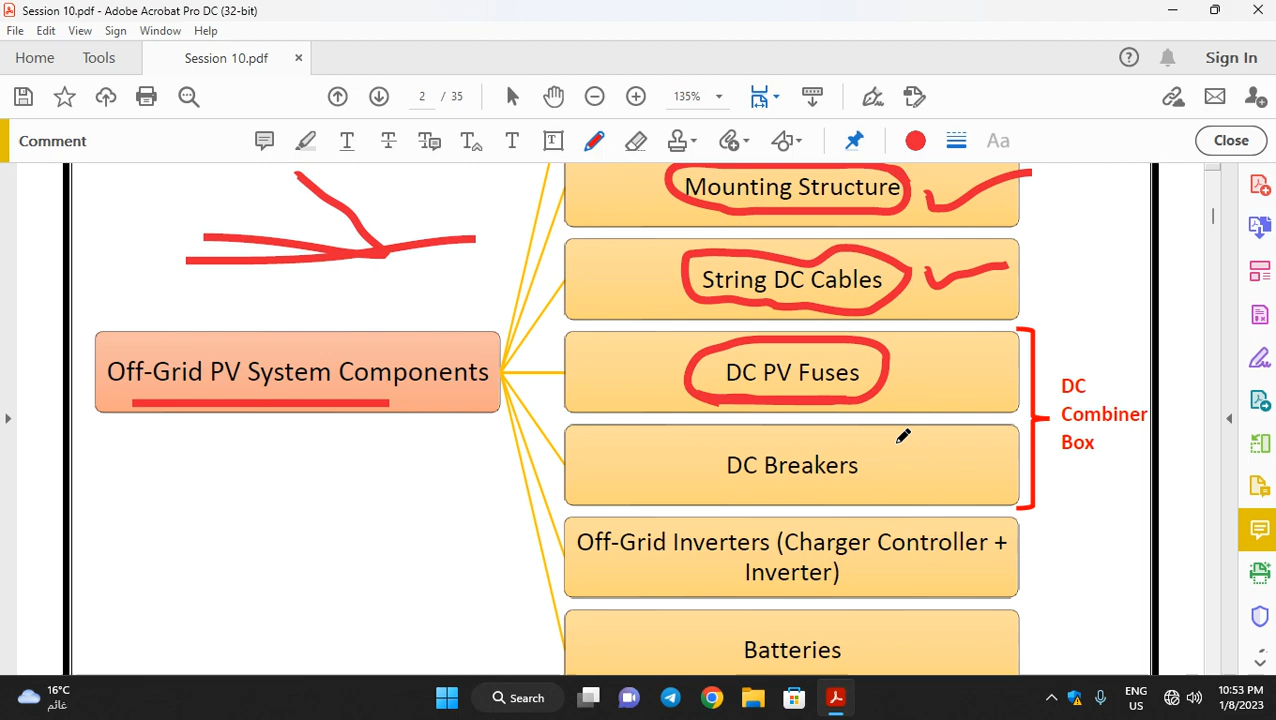 Session 10.pdf - Adobe Acrobat Pro DC (32-bit)
File Edit View Sign Window Help
Home Tools Session 10.pdf × Sign In
2 / 35 135%
Comment Aa Close
Mounting Structure
String DC Cables
Off-Grid PV System Components
DC PV Fuses
DC
Combiner
Box
DC Breakers
Off-Grid Inverters (Charger Controller +
Inverter)
Batteries
16°C
غائم
Search
ENG
US
10:53 PM
1/8/2023